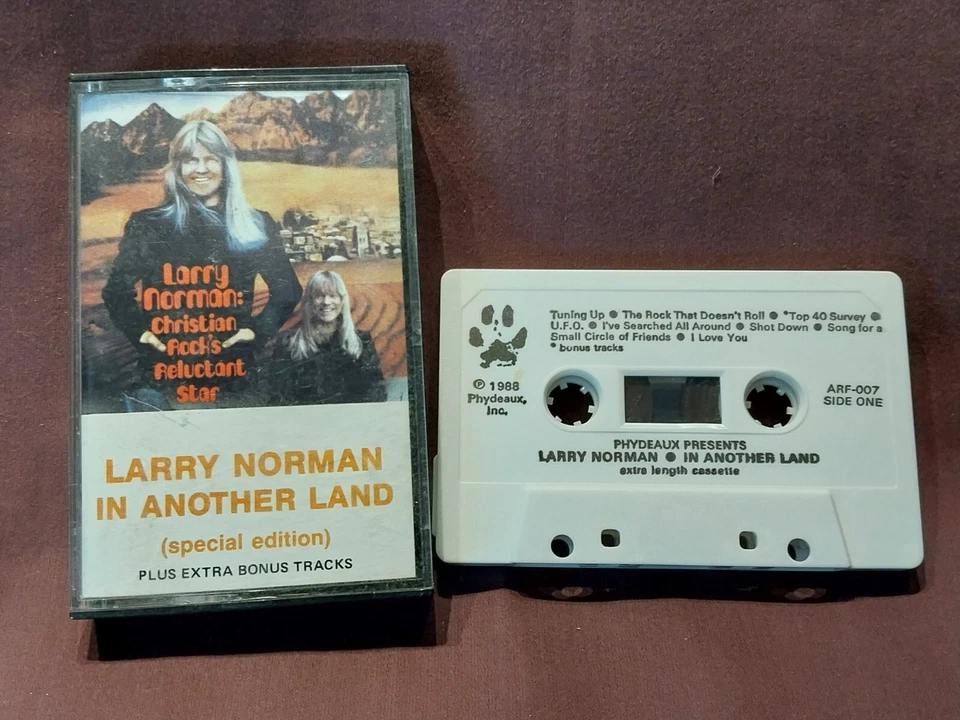 Larry
Norman:
Christian
Rock's
Reluctant
Star
LARRY NORMAN
IN ANOTHER LAND
(special edition)
PLUS EXTRA BONUS TRACKS
Tuning Up ● The Rock That Doesn't Roll ● *Top 40 Survey ●
U.F.O. ● I've Searched All Around ● Shot Down ● Song for a
Small Circle of Friends ● I Love You
* bonus tracks
℗ 1988
Phydeaux,
Inc.
ARF-007
SIDE ONE
PHYDEAUX PRESENTS
LARRY NORMAN ● IN ANOTHER LAND
extra length cassette